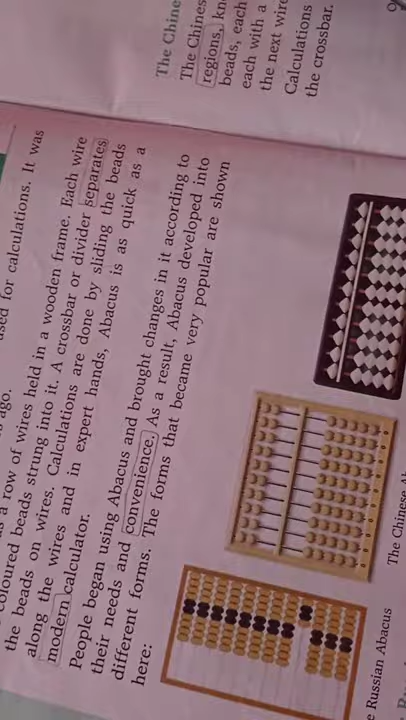 used for calculations. It was
ago.
a row of wires held in a wooden frame. Each wire
coloured beads strung into it. A crossbar or divider separates
the beads on wires. Calculations are done by sliding the beads
along the wires and in expert hands, Abacus is as quick as a
modern calculator.
People began using Abacus and brought changes in it according to
their needs and convenience. As a result, Abacus developed into
different forms. The forms that became very popular are shown
here:
Russian Abacus
The Chinese
The Chine
The Chines
regions, kn
beads, each
each with a
the next wire
Calculations
the crossbar.